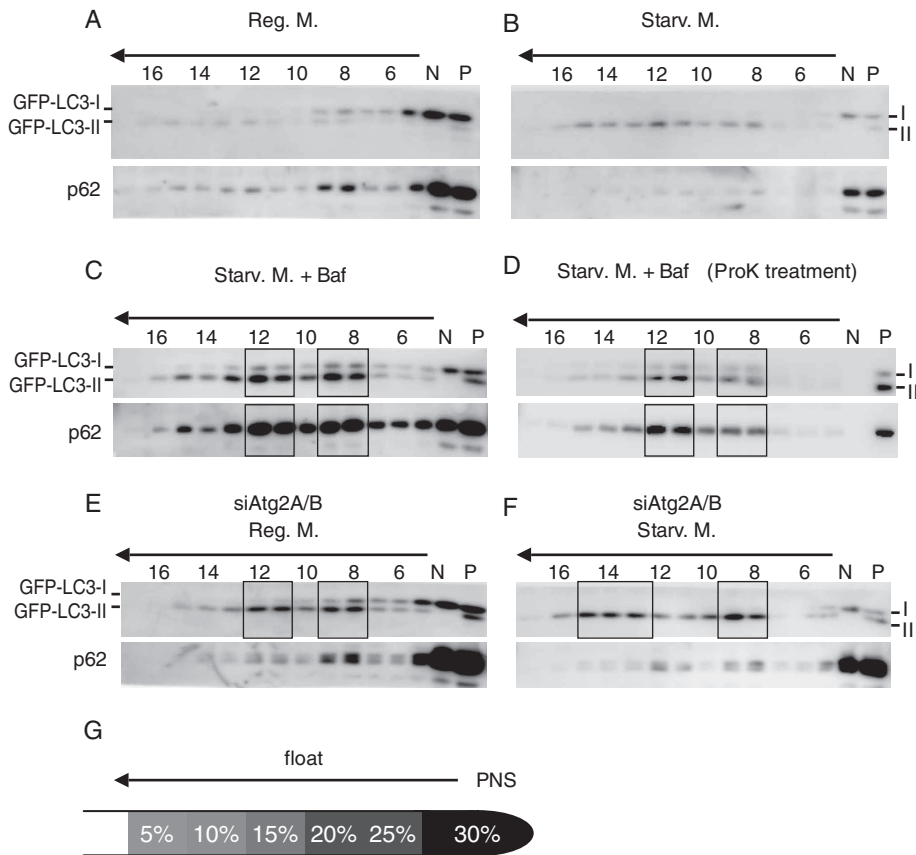 A
Reg. M.
16 14 12 10 8 6 N P
GFP-LC3-I
GFP-LC3-II
p62
B
Starv. M.
16 14 12 10 8 6 N P
I
II
C
Starv. M. + Baf
16 14 12 10 8 6 N P
GFP-LC3-I
GFP-LC3-II
p62
D
Starv. M. + Baf (ProK treatment)
16 14 12 10 8 6 N P
I
II
E
siAtg2A/B
Reg. M.
16 14 12 10 8 6 N P
GFP-LC3-I
GFP-LC3-II
p62
F
siAtg2A/B
Starv. M.
16 14 12 10 8 6 N P
I
II
G
float
PNS
5% 10% 15% 20% 25% 30%